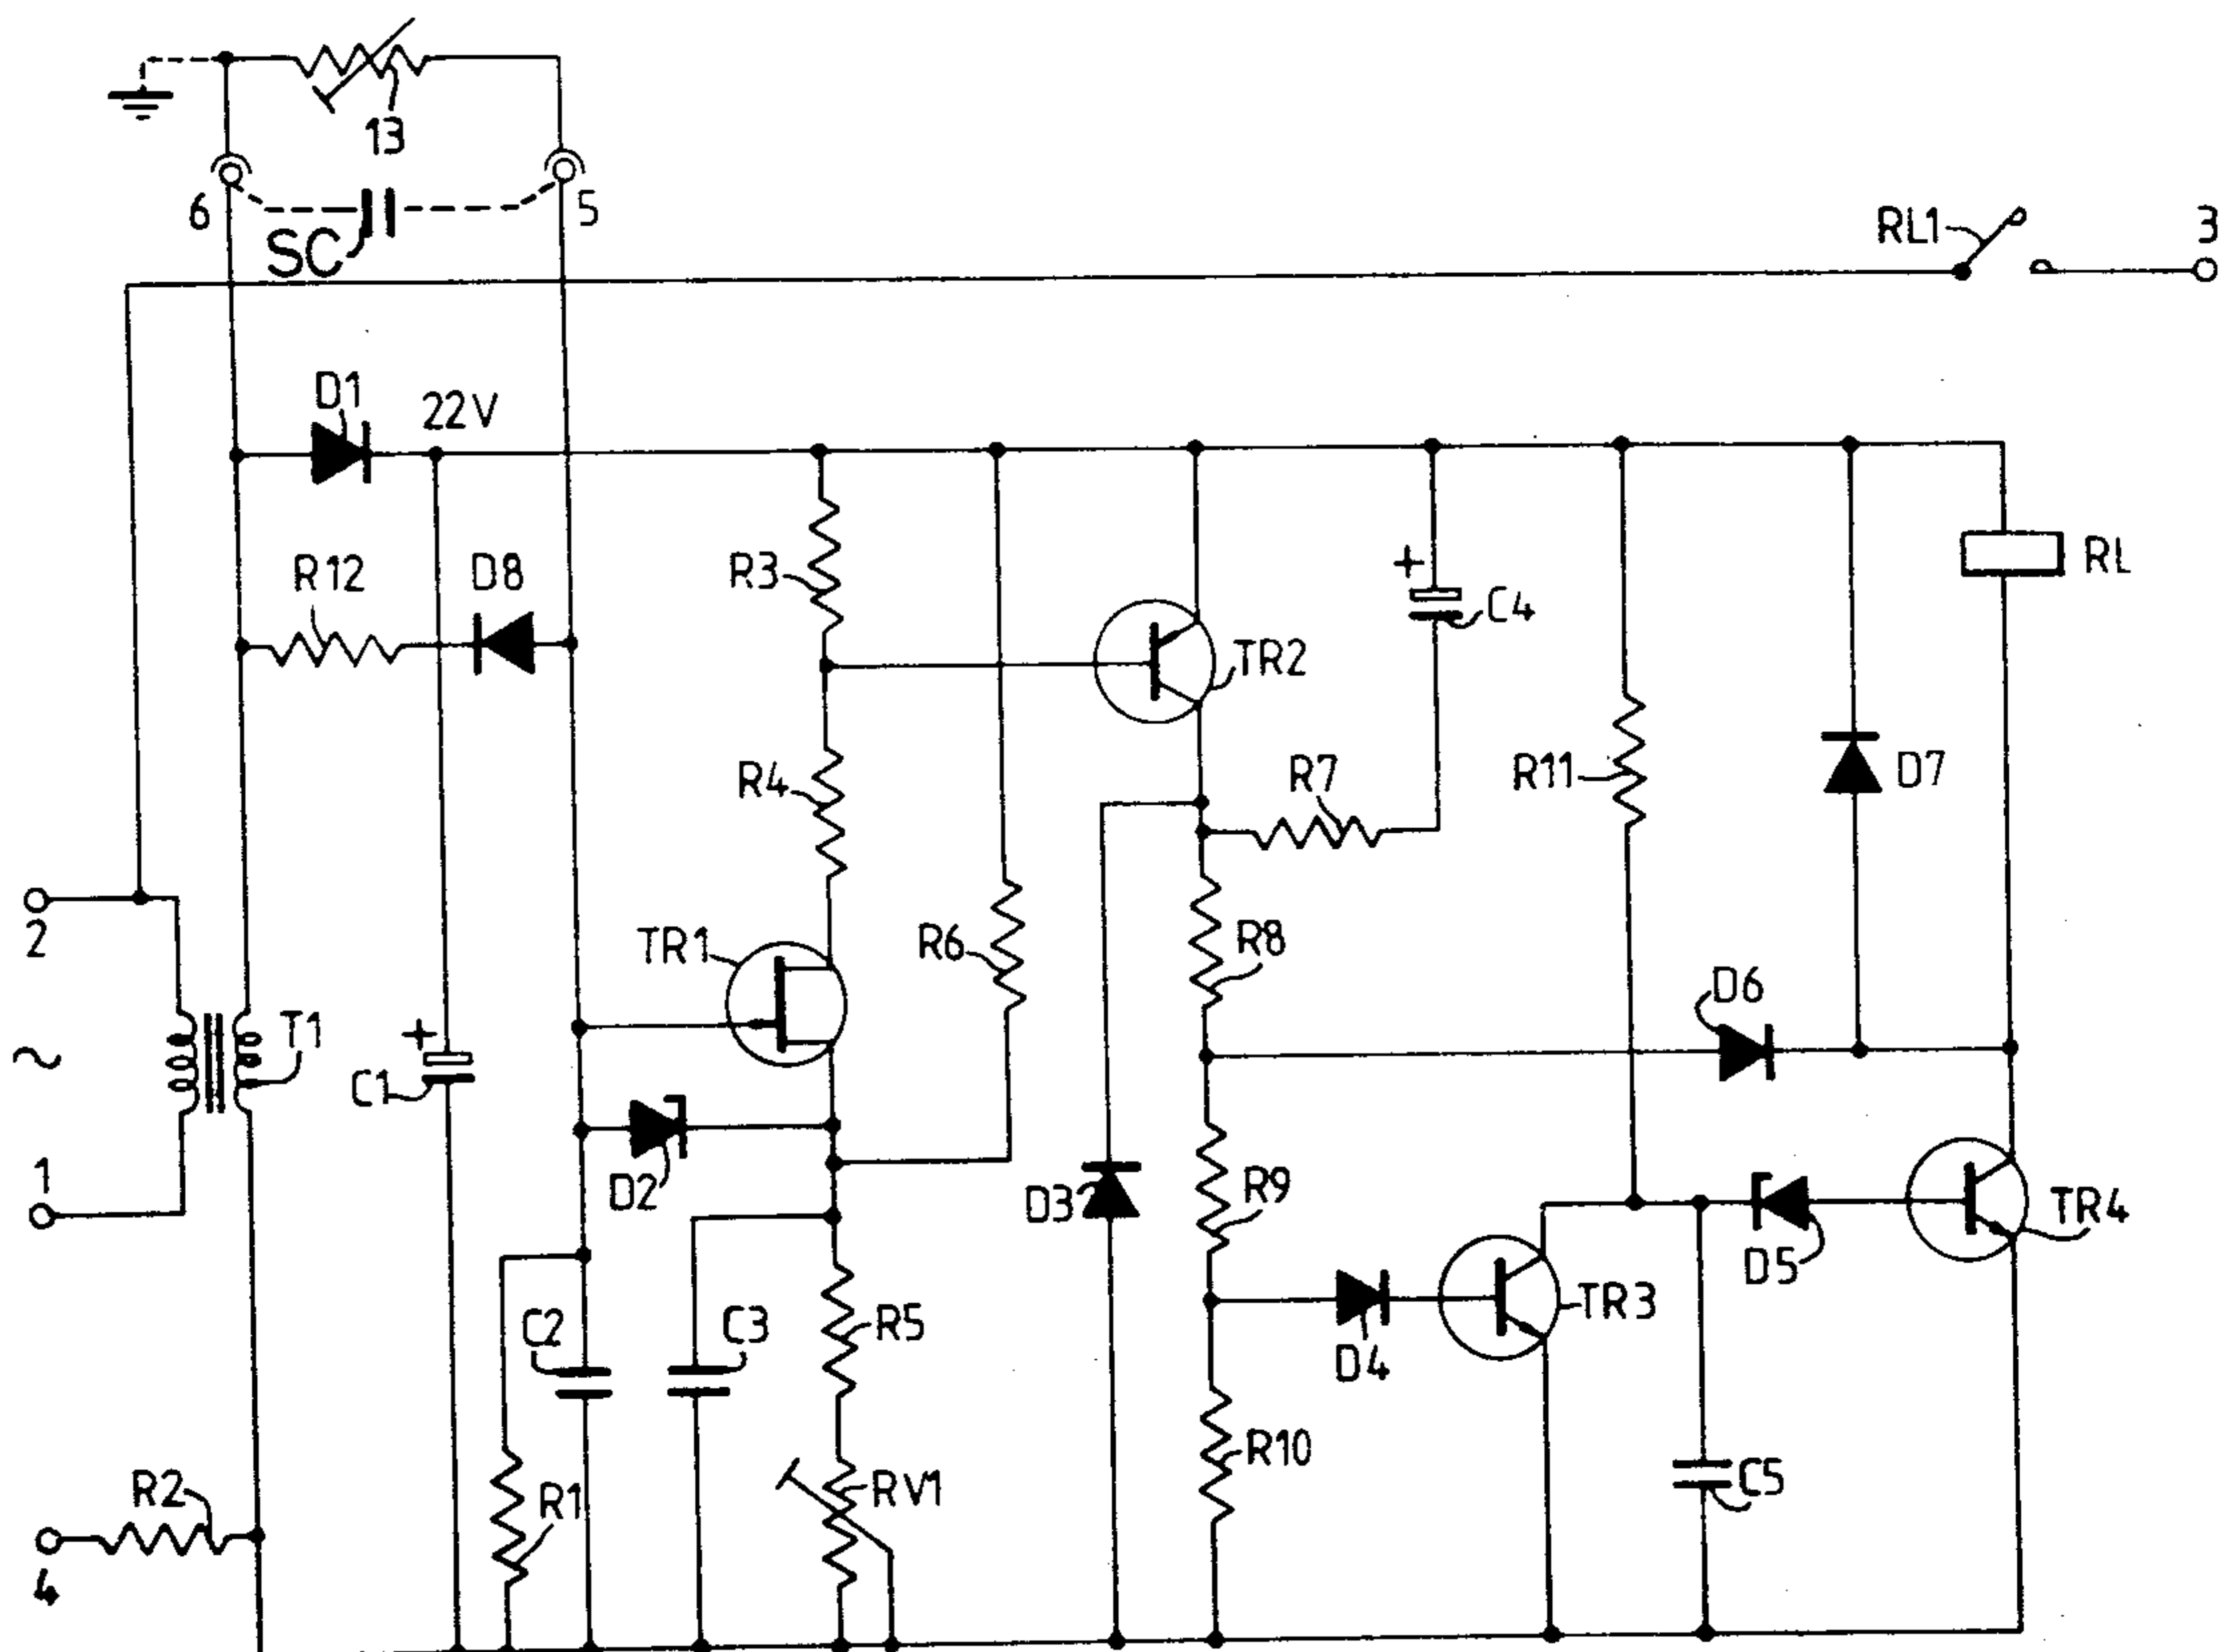 13
6
5
SC
RL1
3
D1
22V
R12
D8
R3
+
C4
RL
TR2
R4
R7
R11
D7
2
TR1
R6
R8
D6
T1
~
+
C1
1
D2
D3
R9
TR4
D5
C2
C3
R5
TR3
D4
R2
R1
RV1
R10
C5
4